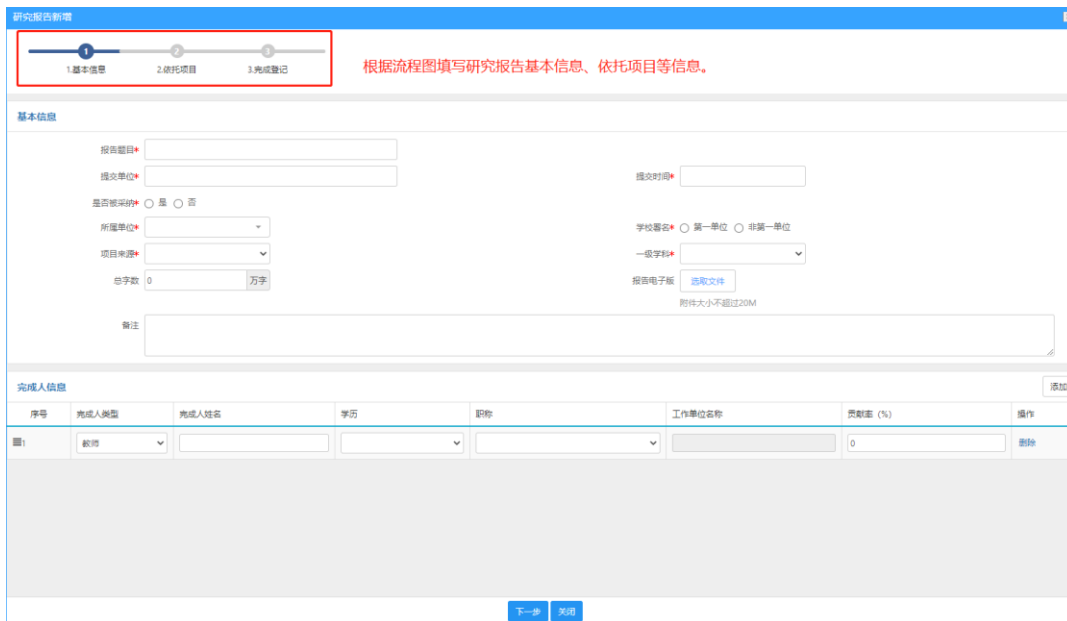 研究报告新增
1 2 3
1.基本信息 2.依托项目 3.完成登记
根据流程图填写研究报告基本信息、依托项目等信息。
基本信息
报告题目*
提交单位* 提交时间*
是否被采纳* 是 否
所属单位* 学校署名* 第一单位 非第一单位
项目来源* 一级学科*
总字数 0 万字 报告电子版 选取文件
附件大小不超过20M
备注
完成人信息 添加
序号 完成人类型 完成人姓名 学历 职称 工作单位名称 贡献率（%） 操作
1 教师 0 删除
下一步 关闭